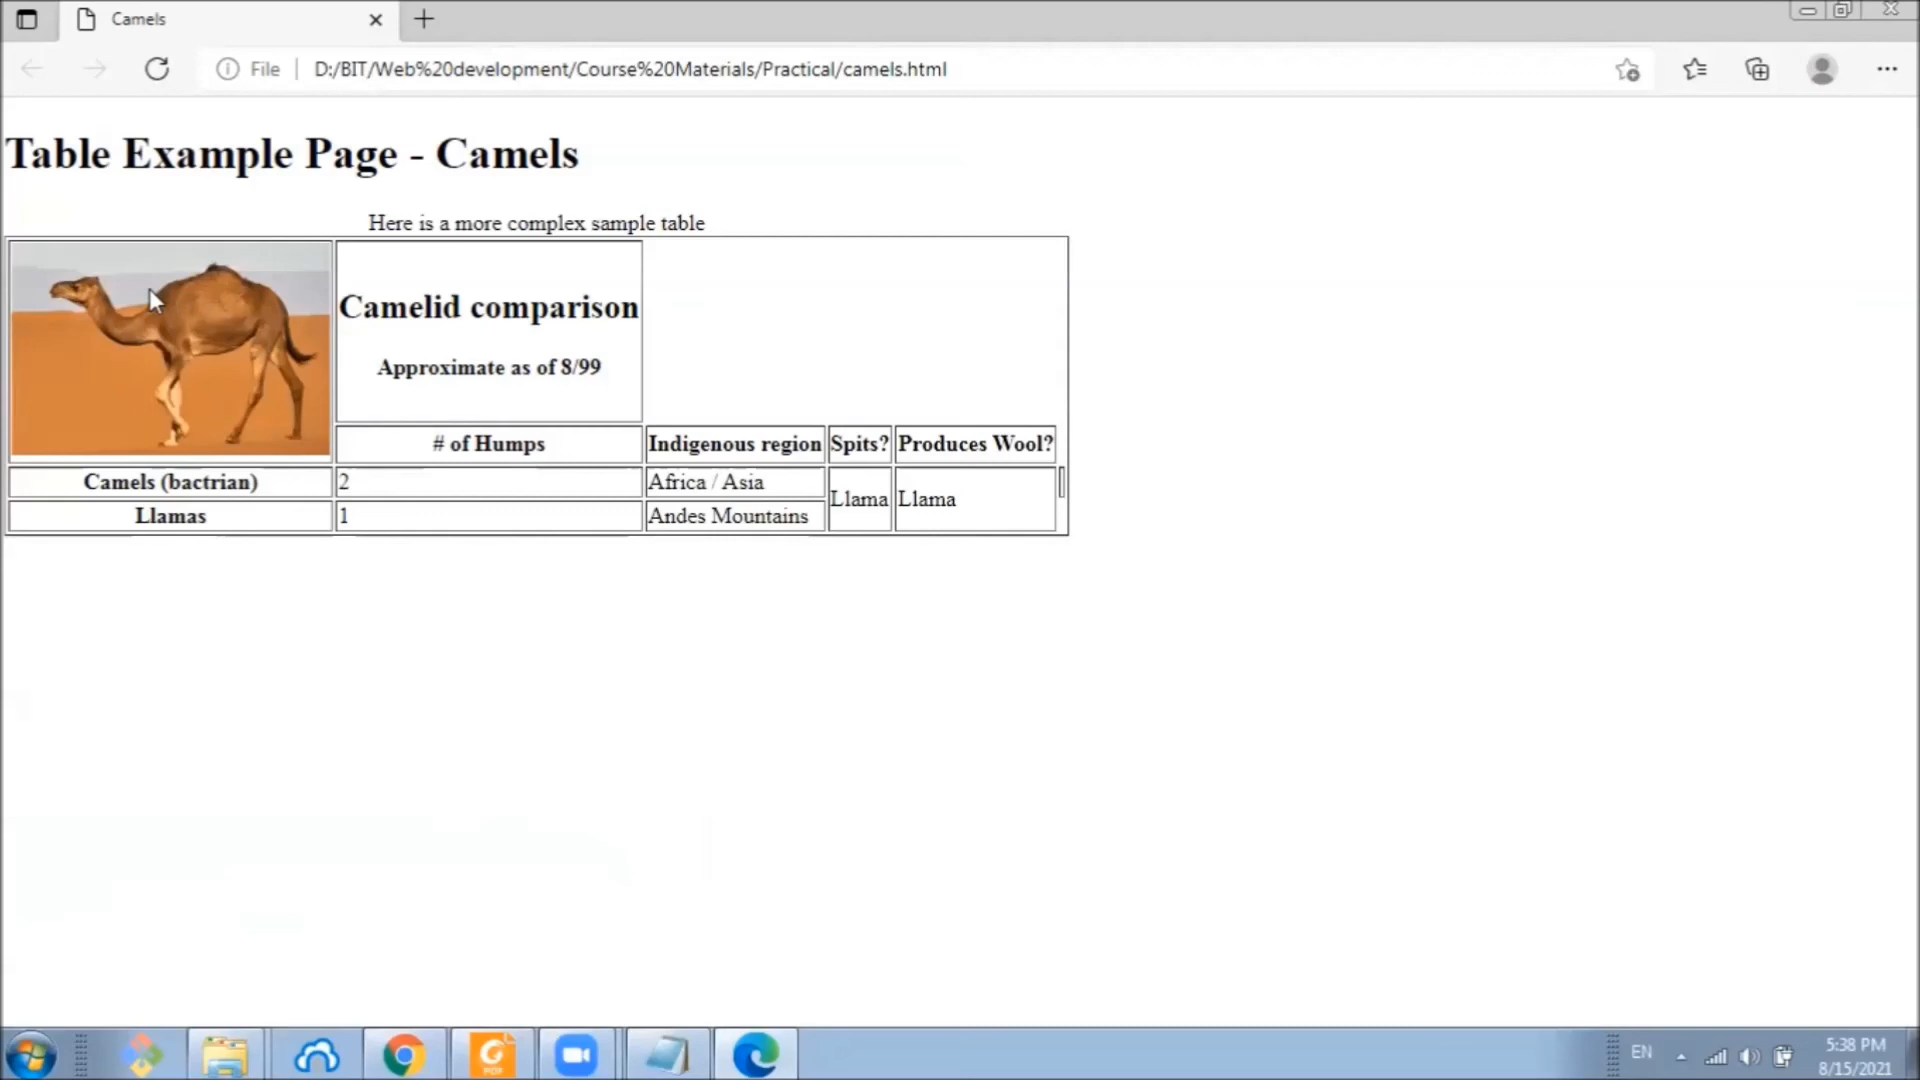 Camels
File
D:/BIT/Web%20development/Course%20Materials/Practical/camels.html
Table Example Page - Camels
Here is a more complex sample table
Camelid comparison
Approximate as of 8/99
# of Humps Indigenous region Spits? Produces Wool?
Camels (bactrian) 2 Africa / Asia Llama Llama
Llamas 1 Andes Mountains
PDF
EN
5:38 PM
8/15/2021